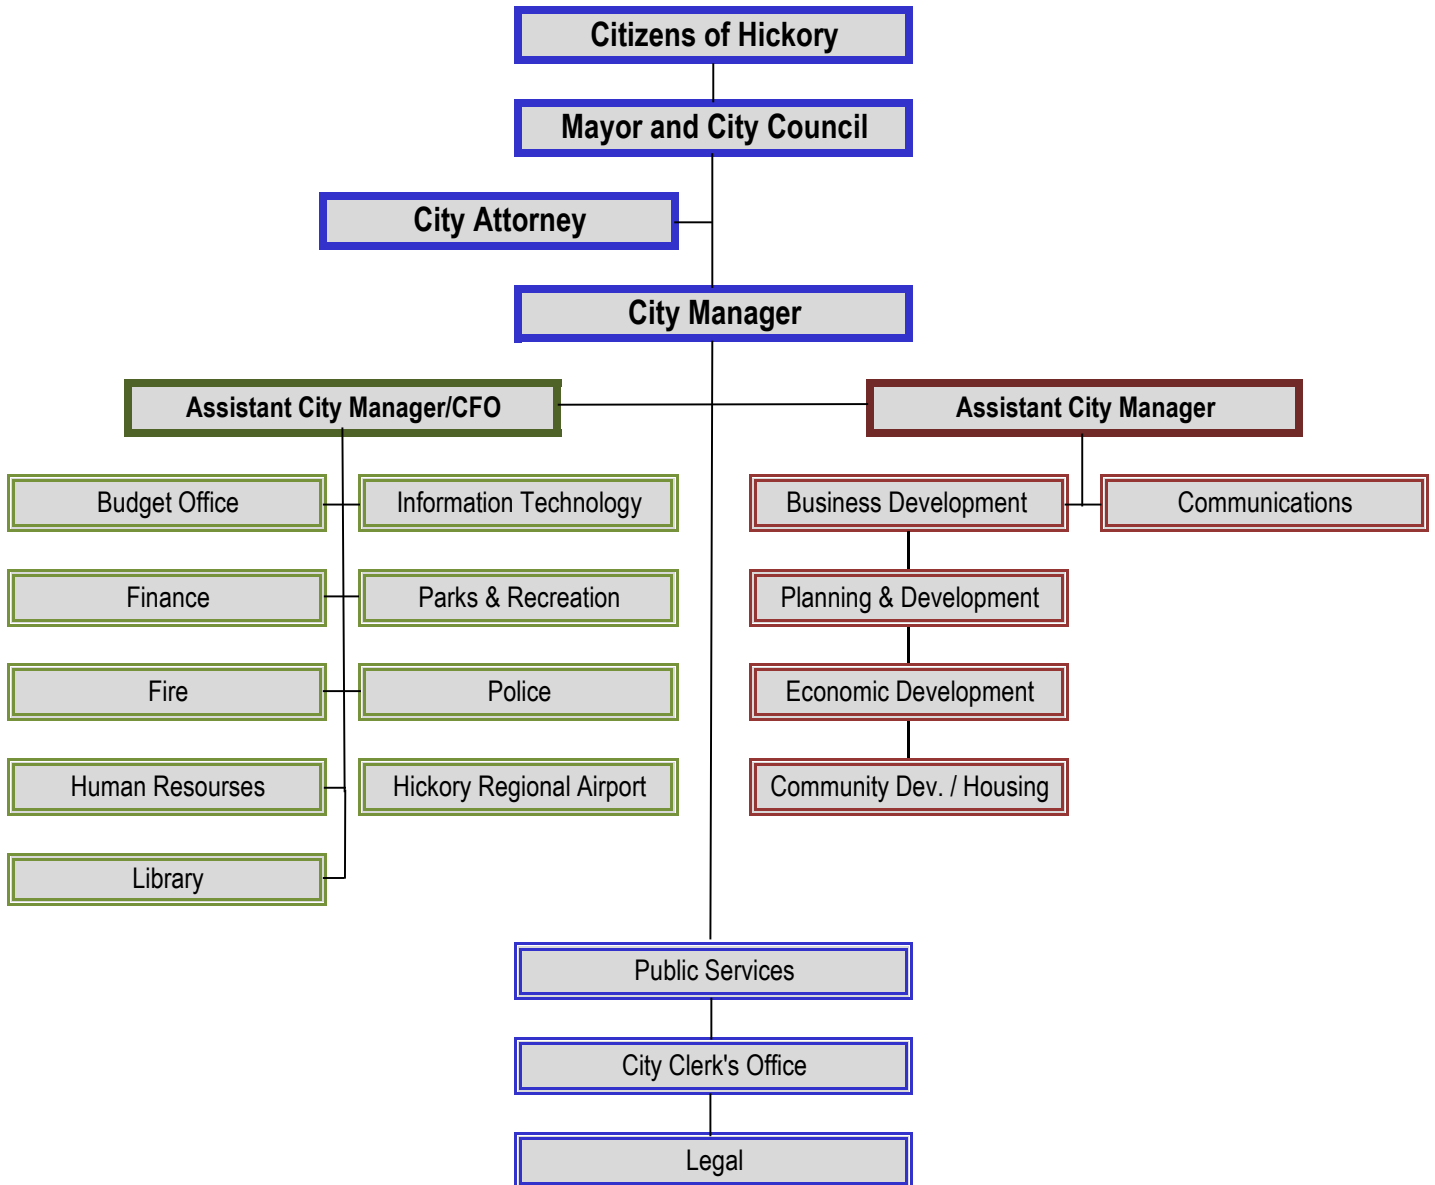 Citizens of Hickory
Mayor and City Council
City Attorney
City Manager
Assistant City Manager/CFO
Assistant City Manager
Budget Office
Information Technology
Business Development
Communications
Finance
Parks & Recreation
Planning & Development
Fire
Police
Economic Development
Human Resourses
Hickory Regional Airport
Community Dev. / Housing
Library
Public Services
City Clerk's Office
Legal